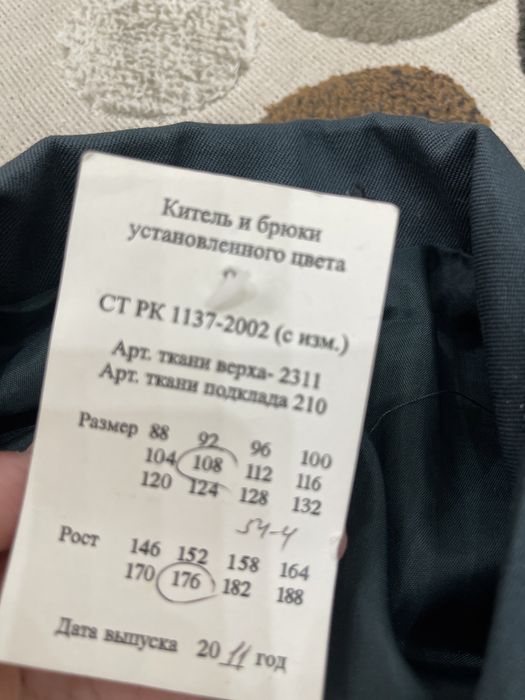 Китель и брюки
установленного цвета
СТ РК 1137-2002 (с изм.)
Арт. ткани верха- 2311
Арт. ткани подклада 210
Размер 88 92 96 100
104 108 112 116
120 124 128 132
54-4
Рост 146 152 158 164
170 176 182 188
Дата выпуска 2011 год